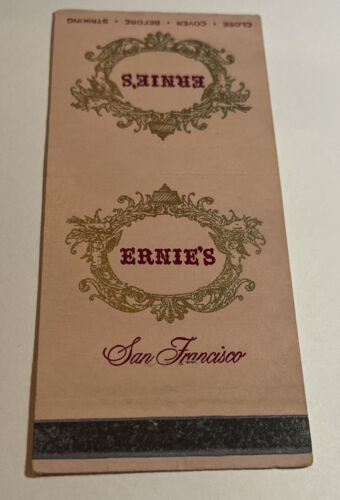 CLOSE • COVER • BEFORE • STRIKING
ERNIE'S
ERNIE'S
San Francisco